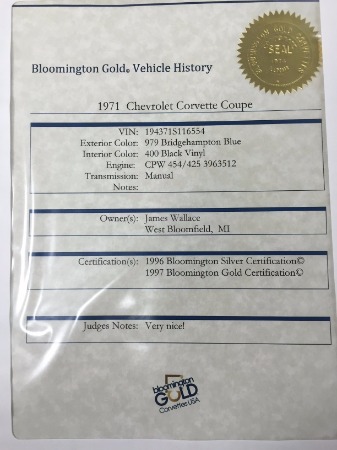 BLOOMINGTON GOLD
SEAL
Bloomington Gold® Vehicle History
1971 Chevrolet Corvette Coupe
VIN: 194371S116554
Exterior Color: 979 Bridgehampton Blue
Interior Color: 400 Black Vinyl
Engine: CPW 454/425 3963512
Transmission: Manual
Notes:
Owner(s): James Wallace
West Bloomfield, MI
Certification(s): 1996 Bloomington Silver Certification©
1997 Bloomington Gold Certification©
Judges Notes: Very nice!
bloomington
GOLD
Corvettes USA